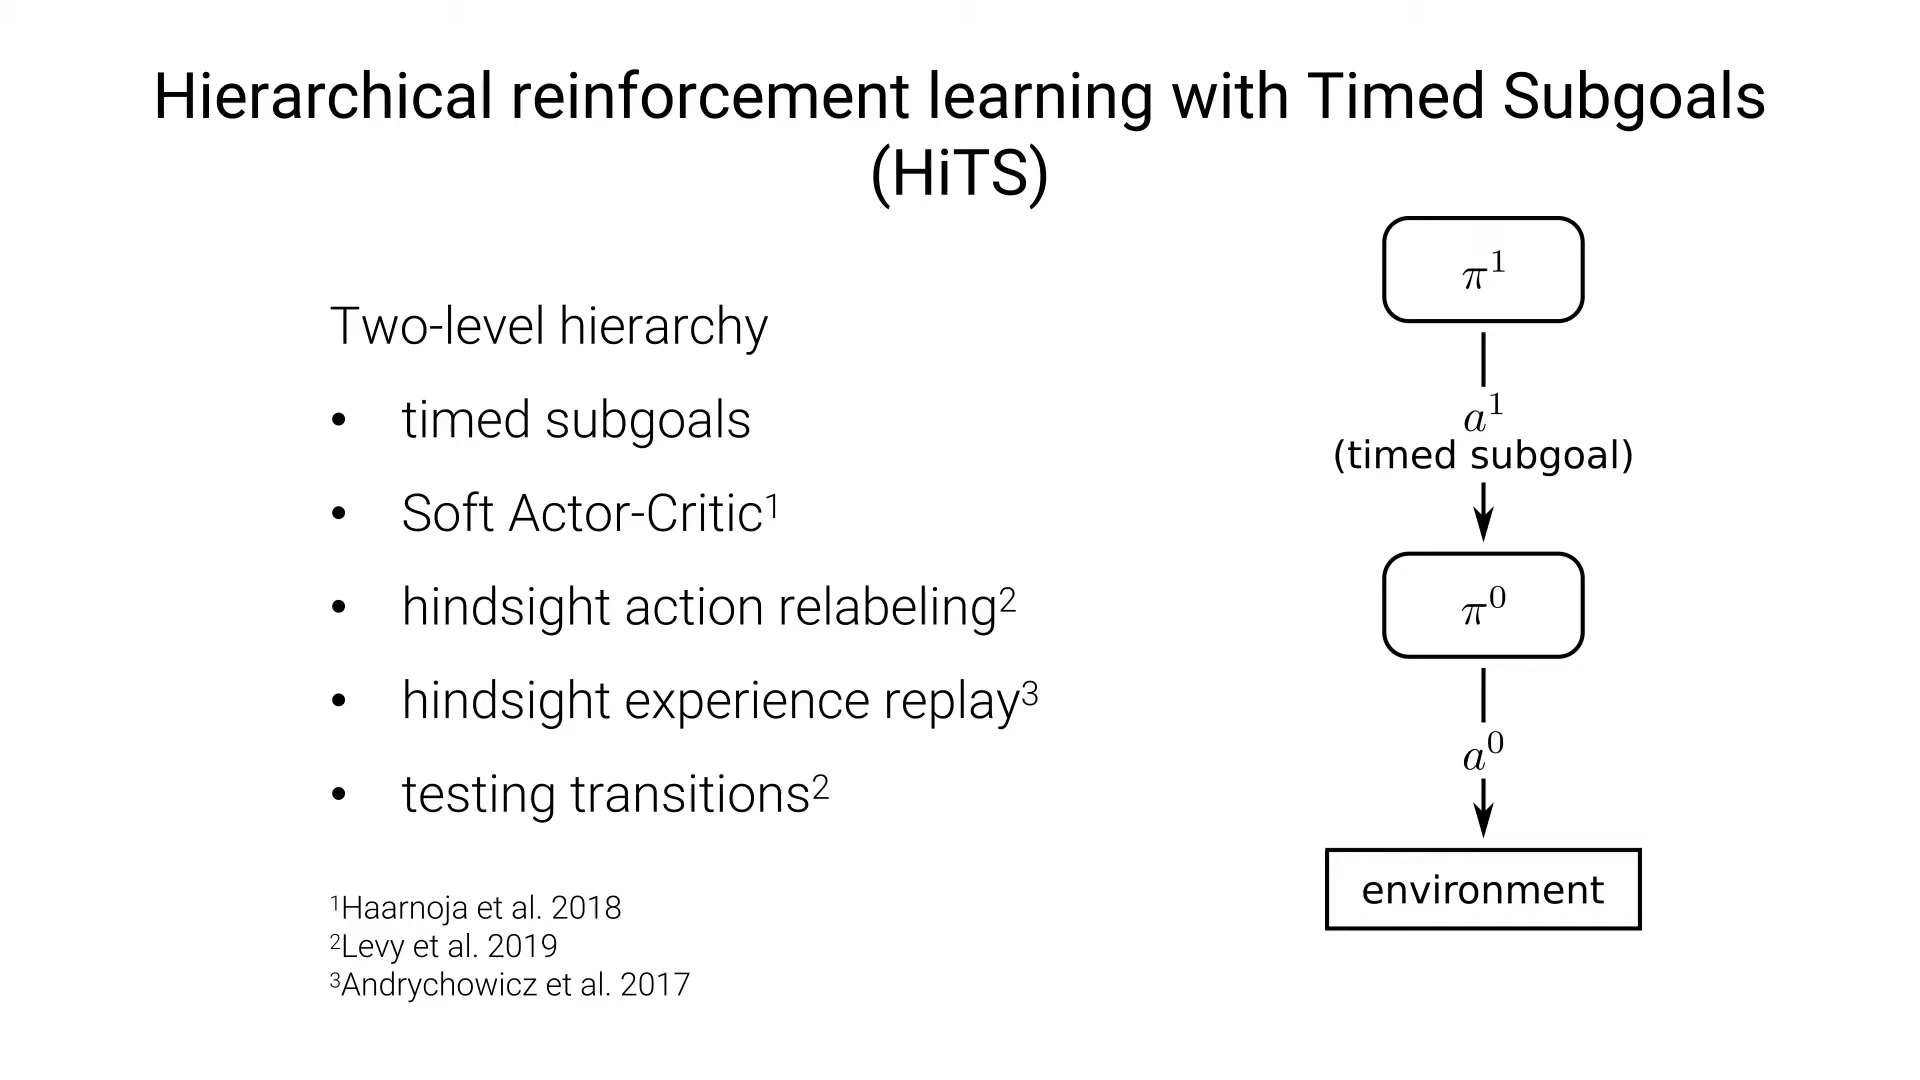 Hierarchical reinforcement learning with Timed Subgoals
(HiTS)
Two-level hierarchy
• timed subgoals
• Soft Actor-Critic¹
• hindsight action relabeling²
• hindsight experience replay³
• testing transitions²
¹Haarnoja et al. 2018
²Levy et al. 2019
³Andrychowicz et al. 2017
π¹
a¹
(timed subgoal)
π⁰
a⁰
environment